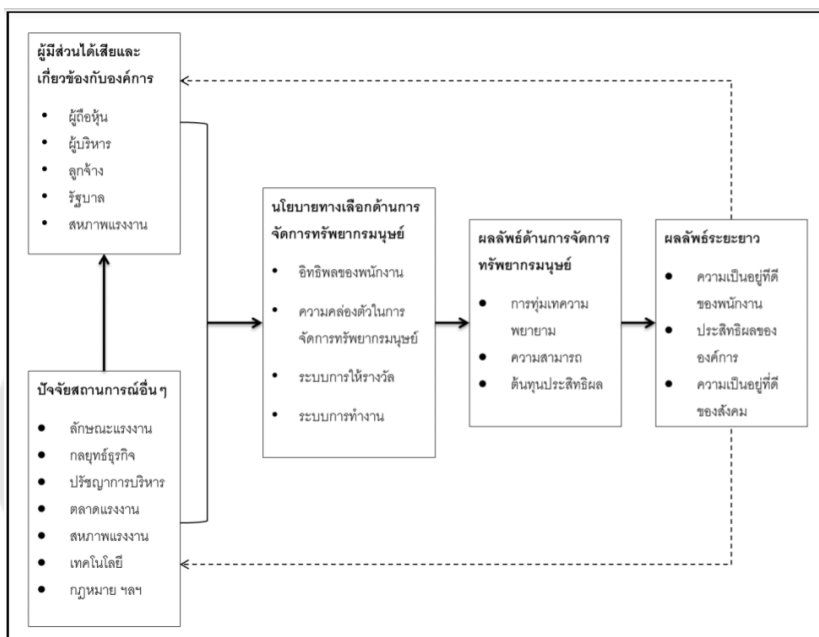 ผู้มีส่วนได้เสียและ
เกี่ยวข้องกับองค์การ
• ผู้ถือหุ้น
• ผู้บริหาร
• ลูกจ้าง
• รัฐบาล
• สหภาพแรงงาน
ปัจจัยสถานการณ์อื่นๆ
• ลักษณะแรงงาน
• กลยุทธ์ธุรกิจ
• ปรัชญาการบริหาร
• ตลาดแรงงาน
• สหภาพแรงงาน
• เทคโนโลยี
• กฎหมาย ฯลฯ
นโยบายทางเลือกด้านการ
จัดการทรัพยากรมนุษย์
• อิทธิพลของพนักงาน
• ความคล่องตัวในการ
จัดการทรัพยากรมนุษย์
• ระบบการให้รางวัล
• ระบบการทำงาน
ผลลัพธ์ด้านการจัดการ
ทรัพยากรมนุษย์
• การทุ่มเทความ
พยายาม
• ความสามารถ
• ต้นทุนประสิทธิผล
ผลลัพธ์ระยะยาว
• ความเป็นอยู่ที่ดี
ของพนักงาน
• ประสิทธิผลของ
องค์การ
• ความเป็นอยู่ที่ดี
ของสังคม